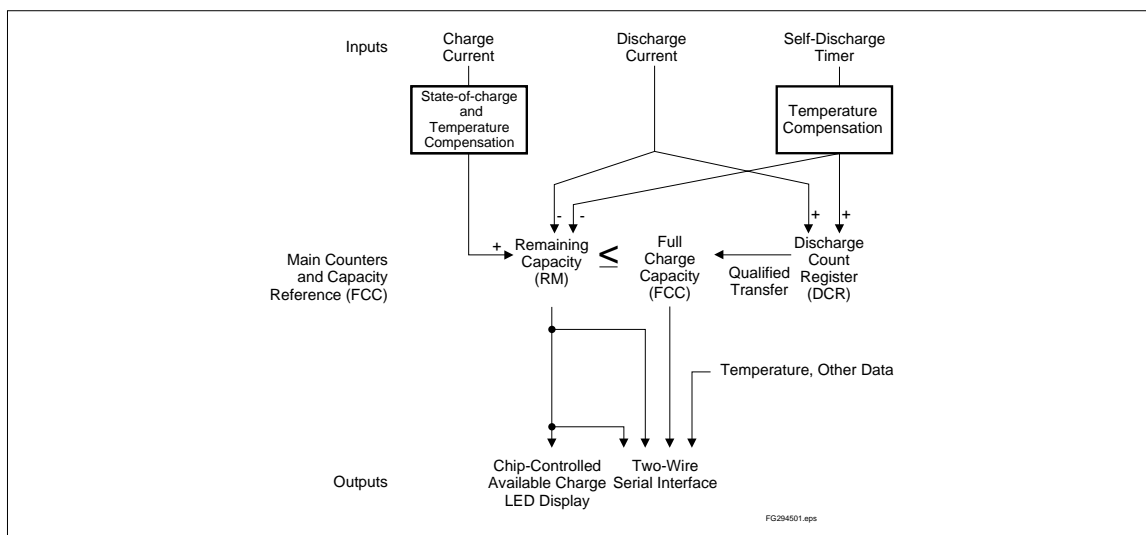 Inputs
Charge
Current
Discharge
Current
Self-Discharge
Timer
State-of-charge
and
Temperature
Compensation
Temperature
Compensation
- -
+ +
+
Main Counters
and Capacity
Reference (FCC)
Remaining
Capacity
(RM)
≤
Full
Charge
Capacity
(FCC)
Qualified
Transfer
Discharge
Count
Register
(DCR)
Temperature, Other Data
Outputs
Chip-Controlled
Available Charge
LED Display
Two-Wire
Serial Interface
FG294501.eps